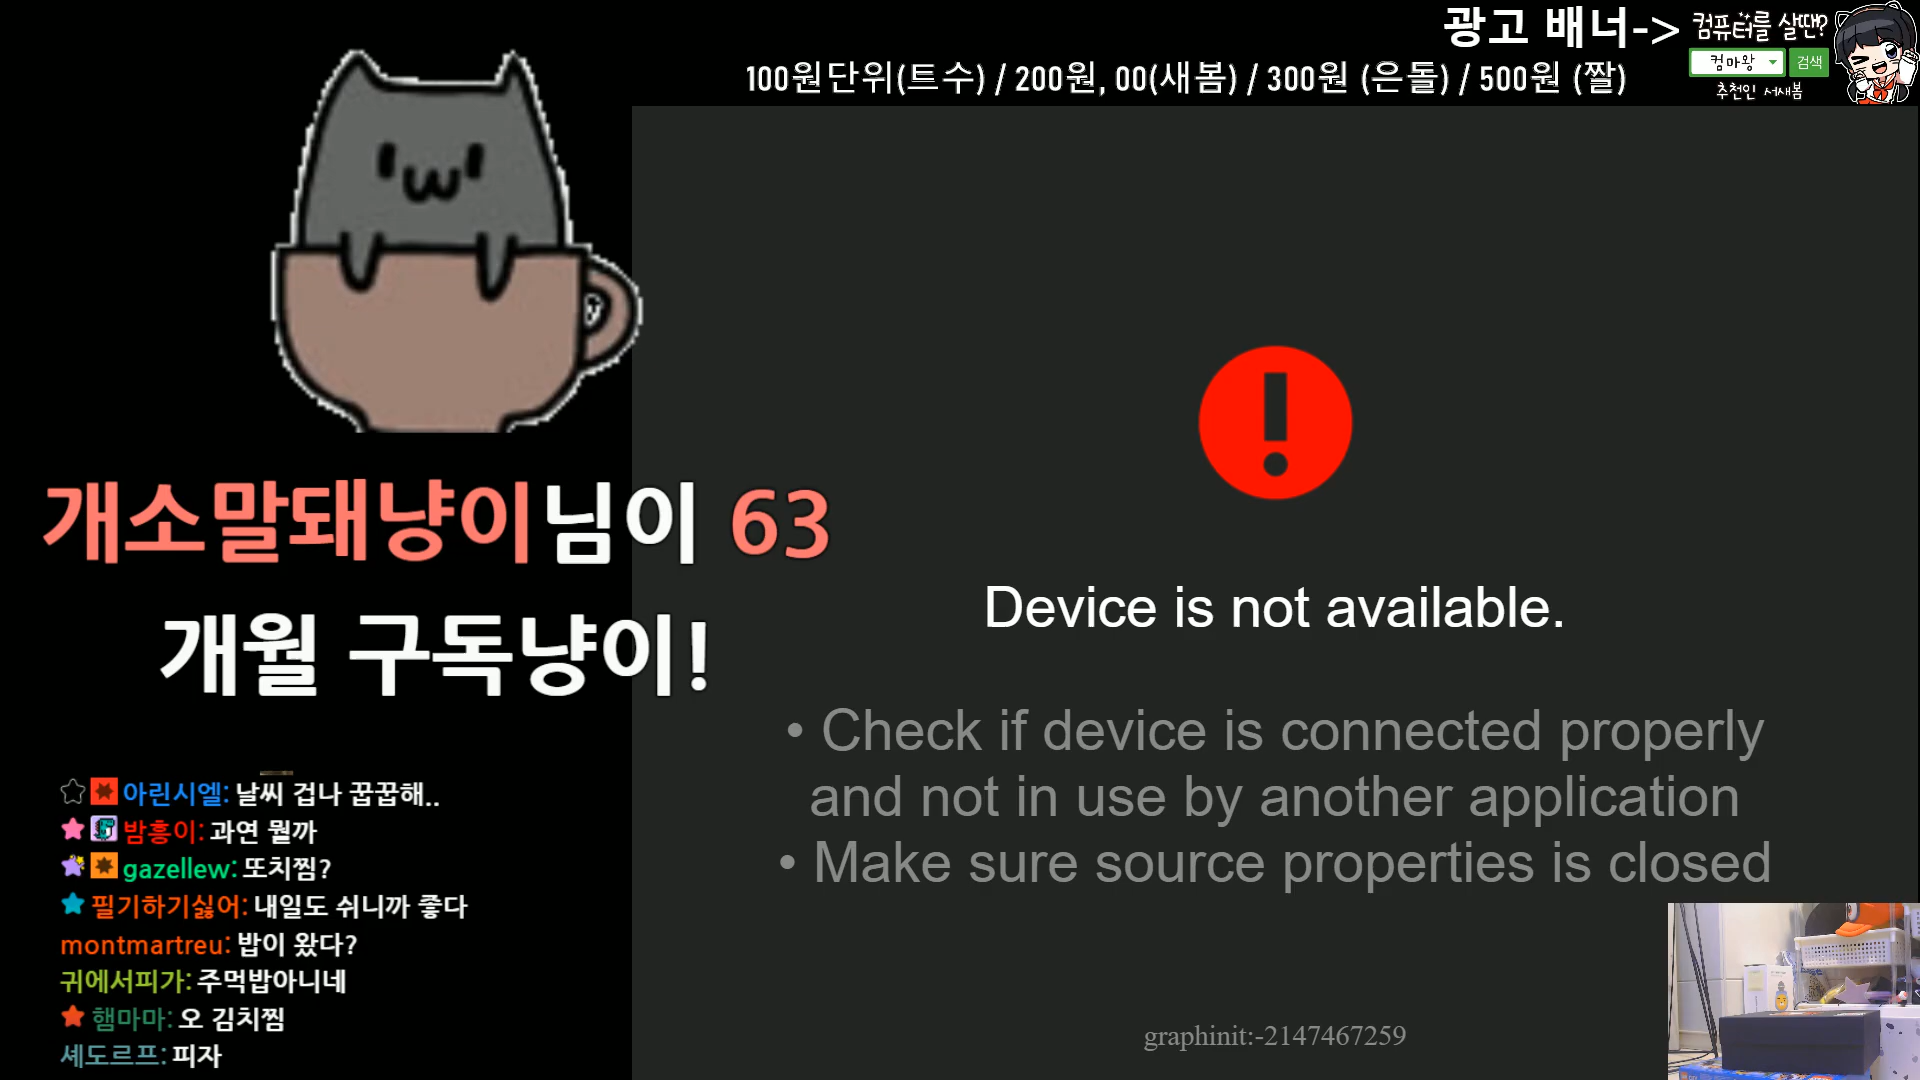 광고 배너->
컴퓨터를 살땐?
컴마왕
검색
추천인 서새봄
100원단위(트수) / 200원, 00(새봄) / 300원 (은돌) / 500원 (짤)
Device is not available.
• Check if device is connected properly
and not in use by another application
• Make sure source properties is closed
graphinit:-2147467259
개소말돼냥이님이 63
개월 구독냥이!
아린시엘: 날씨 겁나 꿉꿉해..
밤흥이: 과연 뭘까
gazellew: 또치찜?
필기하기싫어: 내일도 쉬니까 좋다
montmartreu: 밥이 왔다?
귀에서피가: 주먹밥아니네
햄마마: 오 김치찜
셰도르프: 피자